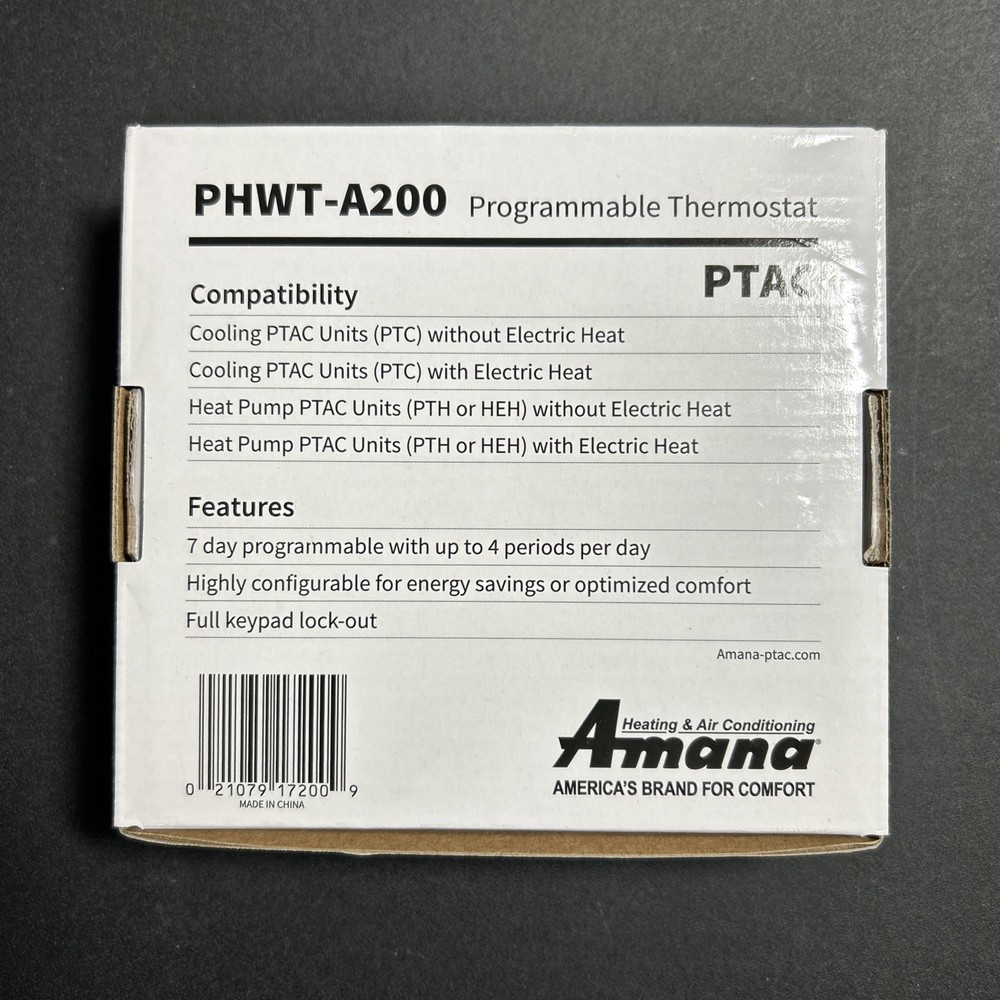 PHWT-A200 Programmable Thermostat
PTAC
Compatibility
Cooling PTAC Units (PTC) without Electric Heat
Cooling PTAC Units (PTC) with Electric Heat
Heat Pump PTAC Units (PTH or HEH) without Electric Heat
Heat Pump PTAC Units (PTH or HEH) with Electric Heat
Features
7 day programmable with up to 4 periods per day
Highly configurable for energy savings or optimized comfort
Full keypad lock-out
Amana-ptac.com
Heating & Air Conditioning
Amana®
AMERICA'S BRAND FOR COMFORT
0 21079 17200 9
MADE IN CHINA